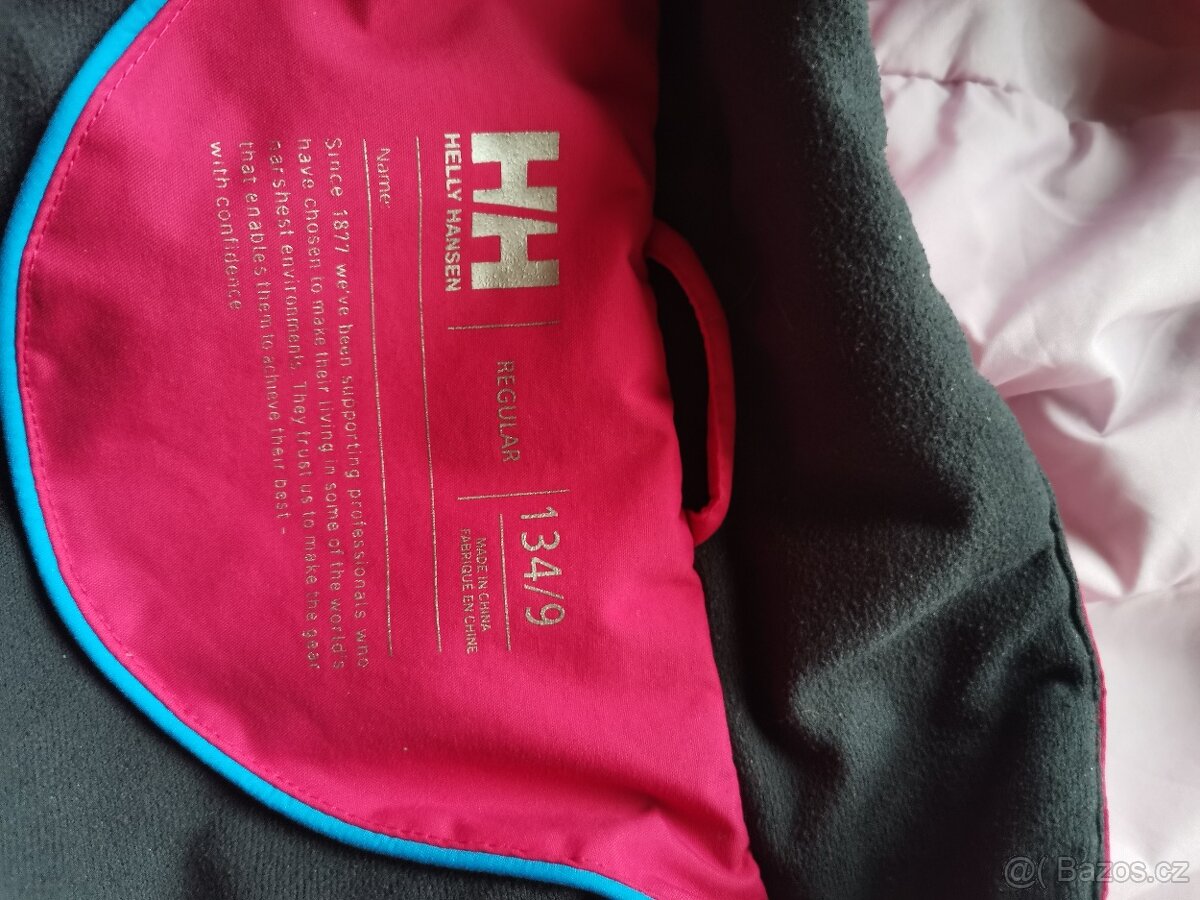 HH
HELLY HANSEN
REGULAR
134/9
MADE IN CHINA
FABRIQUÉ EN CHINE
Name:
Since 1877 we've been supporting professionals who
have chosen to make their living in some of the world's
harshest environments. They trust us to make the gear
that enables them to achieve their best -
with confidence
@( Bazos.cz